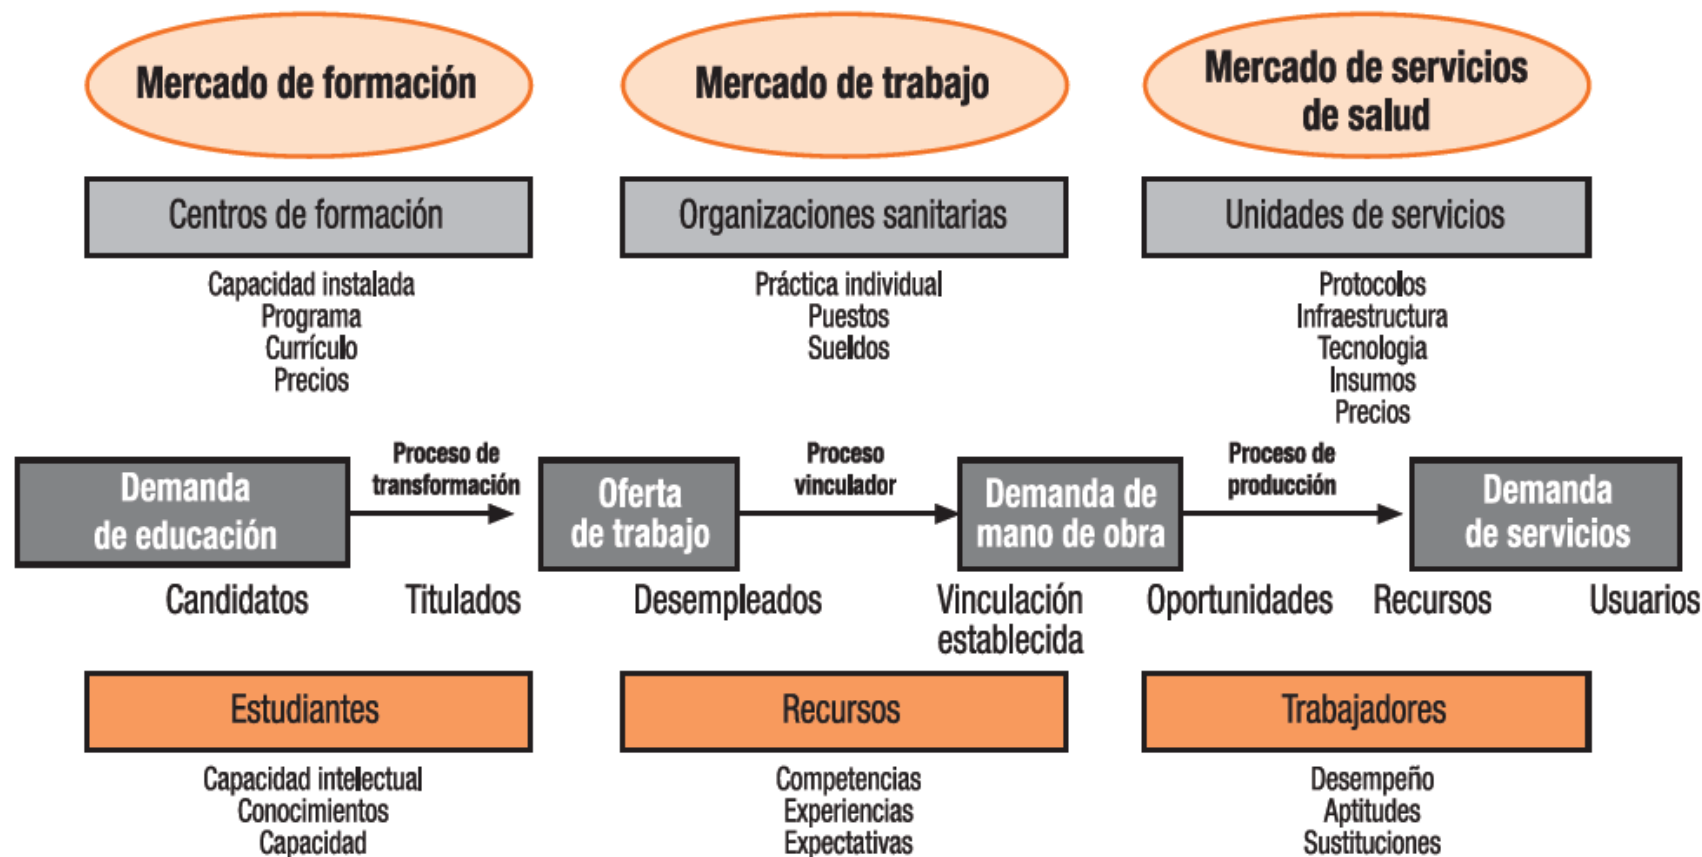 Mercado de formación
Mercado de trabajo
Mercado de servicios
de salud
Centros de formación
Organizaciones sanitarias
Unidades de servicios
Capacidad instalada
Programa
Currículo
Precios
Práctica individual
Puestos
Sueldos
Protocolos
Infraestructura
Tecnologia
Insumos
Precios
Demanda
de educación
Proceso de
transformación
Oferta
de trabajo
Proceso
vinculador
Demanda de
mano de obra
Proceso de
producción
Demanda
de servicios
Candidatos
Titulados
Desempleados
Vinculación
establecida
Oportunidades
Recursos
Usuarios
Estudiantes
Recursos
Trabajadores
Capacidad intelectual
Conocimientos
Capacidad
Competencias
Experiencias
Expectativas
Desempeño
Aptitudes
Sustituciones